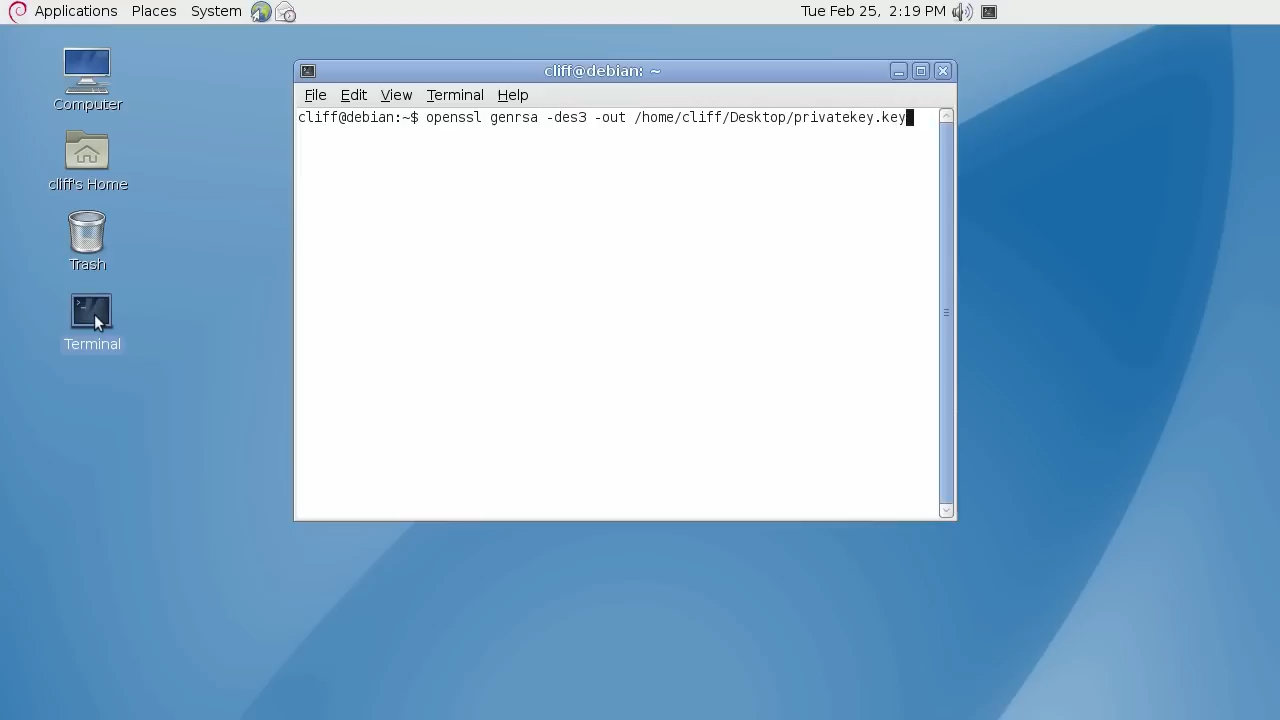 Applications Places System
Tue Feb 25, 2:19 PM
Computer
cliff's Home
Trash
Terminal
cliff@debian: ~
File Edit View Terminal Help
cliff@debian:~$ openssl genrsa -des3 -out /home/cliff/Desktop/privatekey.key